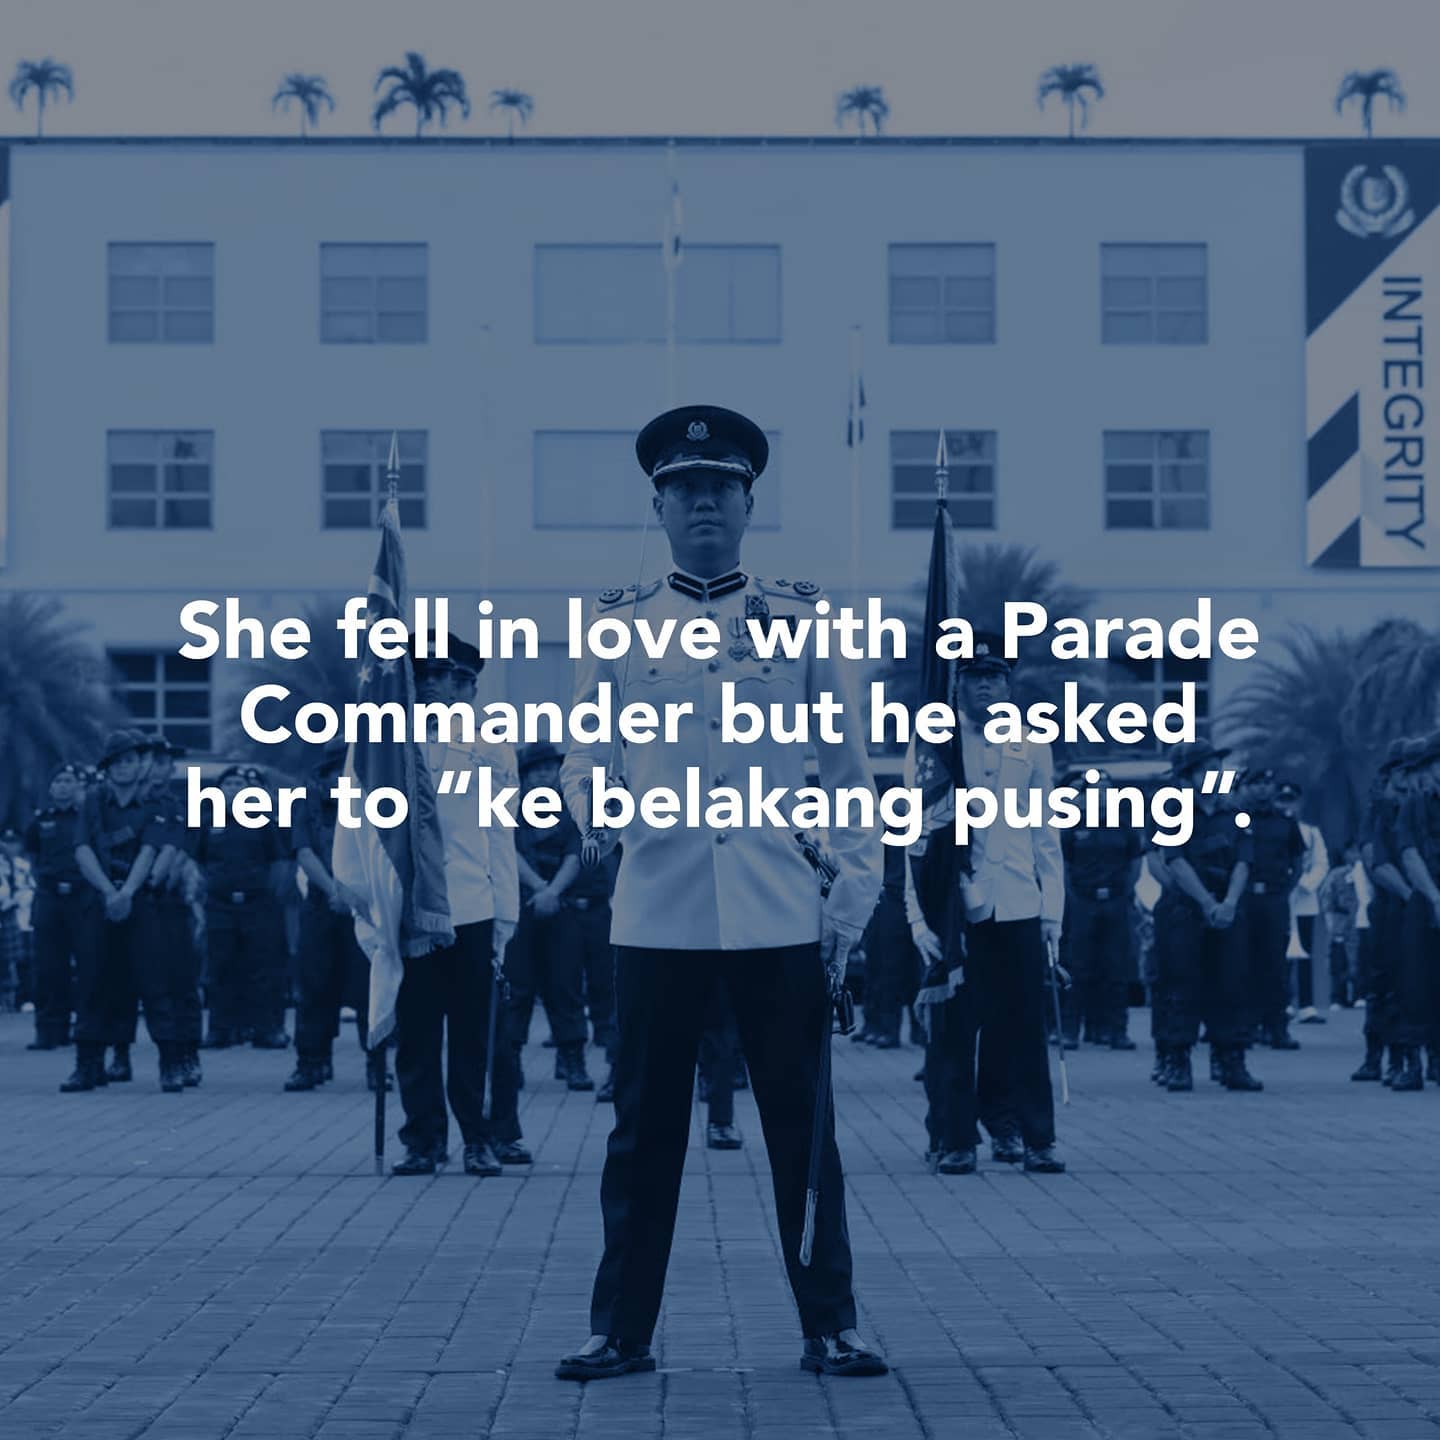 INTEGRITY
She fell in love with a Parade
Commander but he asked
her to “ke belakang pusing”.